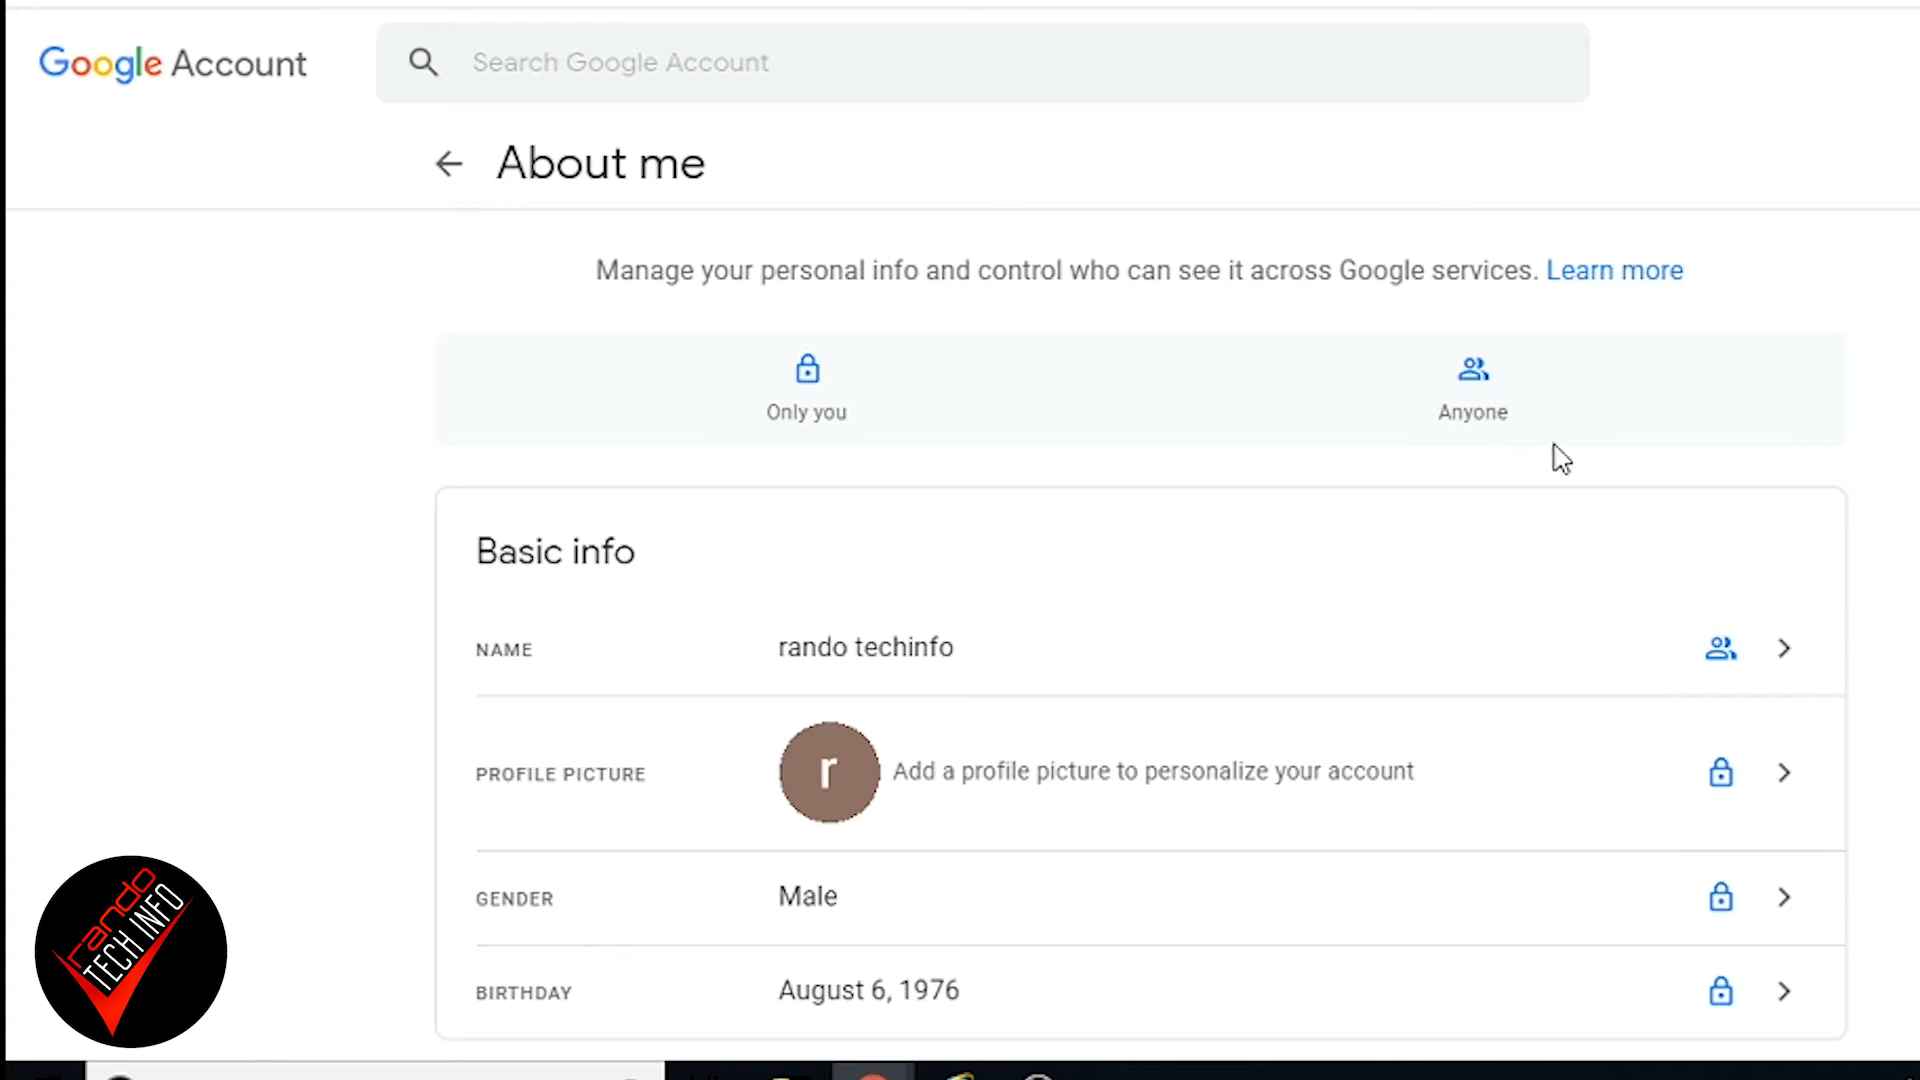 Google Account
Search Google Account
About me
Manage your personal info and control who can see it across Google services. Learn more
Only you
Anyone
Basic info
NAME
rando techinfo
PROFILE PICTURE
r
Add a profile picture to personalize your account
GENDER
Male
BIRTHDAY
August 6, 1976
rando
TECH INFO